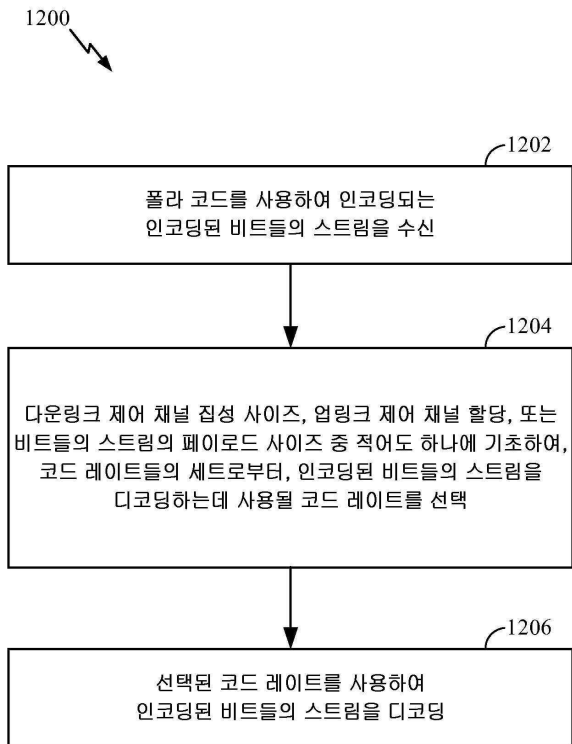 1200
1202
폴라 코드를 사용하여 인코딩되는
인코딩된 비트들의 스트림을 수신
1204
다운링크 제어 채널 집성 사이즈, 업링크 제어 채널 할당, 또는
비트들의 스트림의 페이로드 사이즈 중 적어도 하나에 기초하여,
코드 레이트들의 세트로부터, 인코딩된 비트들의 스트림을
디코딩하는데 사용될 코드 레이트를 선택
1206
선택된 코드 레이트를 사용하여
인코딩된 비트들의 스트림을 디코딩